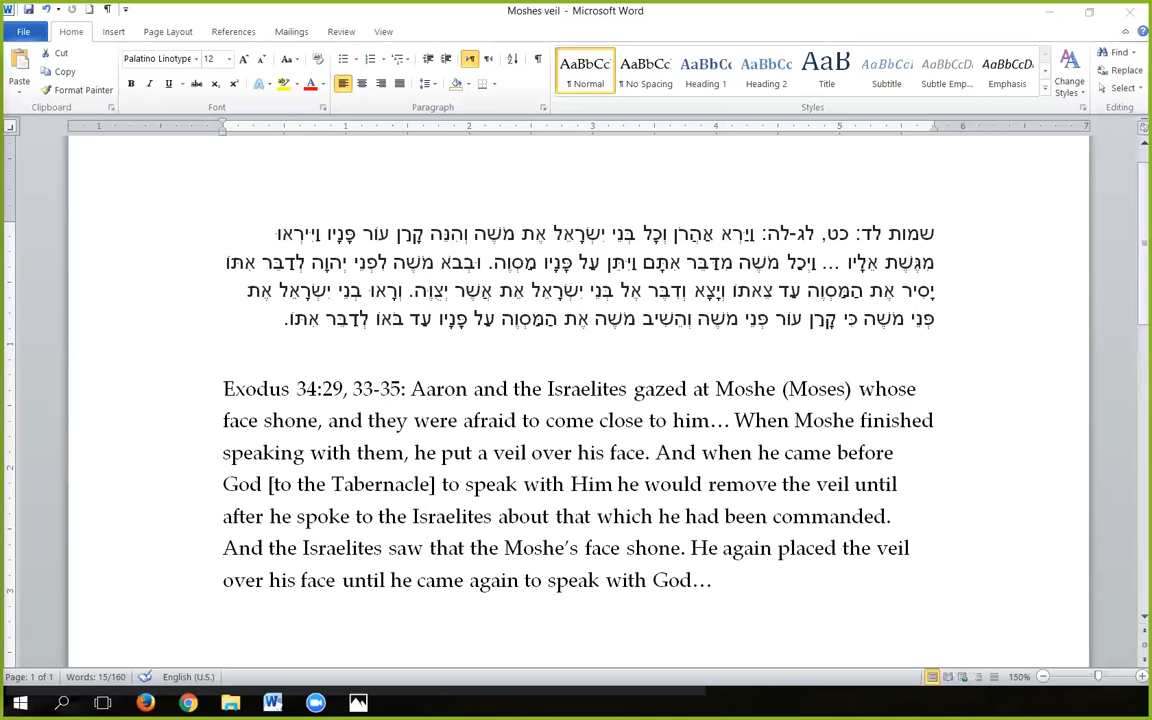 Moshes veil - Microsoft Word
File Home Insert Page Layout References Mailings Review View
Cut
Copy
Format Painter
Paste
Palatino Linotype 12
AaBbCc AaBbCc AaBbCc AaBbCc AaB AaBbCc AaBbCcD AaBbCc
¶ Normal ¶ No Spacing Heading 1 Heading 2 Title Subtitle Subtle Emp... Emphasis
Change Styles
Find
Replace
Select
Clipboard Font Paragraph Styles Editing
1 1 2 3 4 5 6 7
שמות לד: כט, לג-לה: וַיַּרְא אַהֲרֹן וְכָל בְּנֵי יִשְׂרָאֵל אֶת מֹשֶׁה וְהִנֵּה קָרַן עוֹר פָּנָיו וַיִּירְאוּ
מִגֶּשֶׁת אֵלָיו ... וַיְכַל מֹשֶׁה מִדַּבֵּר אִתָּם וַיִּתֵּן עַל פָּנָיו מַסְוֶה. וּבְבֹא מֹשֶׁה לִפְנֵי יְהוָה לְדַבֵּר אִתּוֹ
יָסִיר אֶת הַמַּסְוֶה עַד צֵאתוֹ וְיָצָא וְדִבֶּר אֶל בְּנֵי יִשְׂרָאֵל אֵת אֲשֶׁר יְצֻוֶּה. וְרָאוּ בְנֵי יִשְׂרָאֵל אֶת
פְּנֵי מֹשֶׁה כִּי קָרַן עוֹר פְּנֵי מֹשֶׁה וְהֵשִׁיב מֹשֶׁה אֶת הַמַּסְוֶה עַל פָּנָיו עַד בֹּאוֹ לְדַבֵּר אִתּוֹ.
Exodus 34:29, 33-35: Aaron and the Israelites gazed at Moshe (Moses) whose
face shone, and they were afraid to come close to him… When Moshe finished
speaking with them, he put a veil over his face. And when he came before
God [to the Tabernacle] to speak with Him he would remove the veil until
after he spoke to the Israelites about that which he had been commanded.
And the Israelites saw that the Moshe's face shone. He again placed the veil
over his face until he came again to speak with God…
Page: 1 of 1 Words: 15/160 English (U.S.) 150%